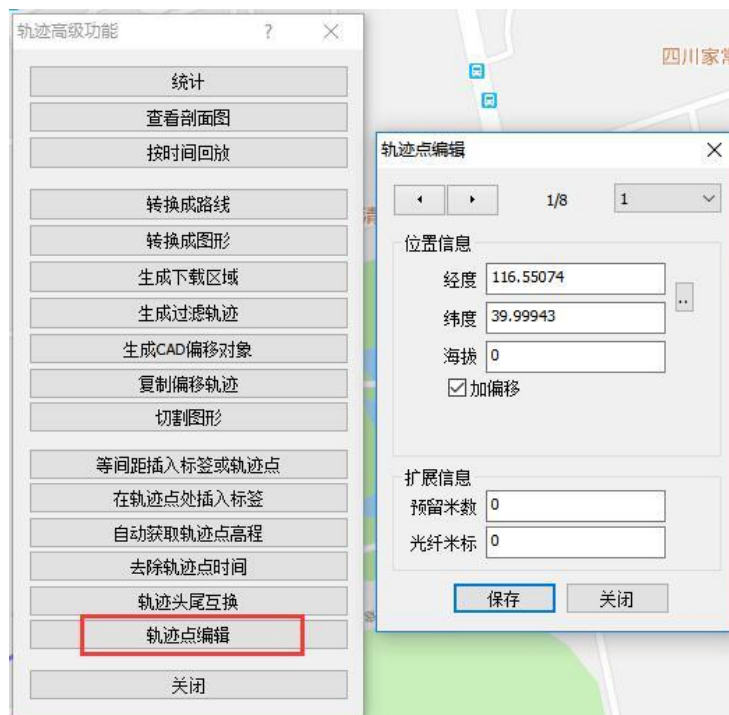 轨迹高级功能
?
统计
查看剖面图
按时间回放
转换成路线
转换成图形
生成下载区域
生成过滤轨迹
生成CAD偏移对象
复制偏移轨迹
切割图形
等间距插入标签或轨迹点
在轨迹点处插入标签
自动获取轨迹点高程
去除轨迹点时间
轨迹头尾互换
轨迹点编辑
关闭
四川家常
清
轨迹点编辑
1/8
1
位置信息
经度 116.55074
..
纬度 39.99943
海拔 0
加偏移
扩展信息
预留米数 0
光纤米标 0
保存 关闭